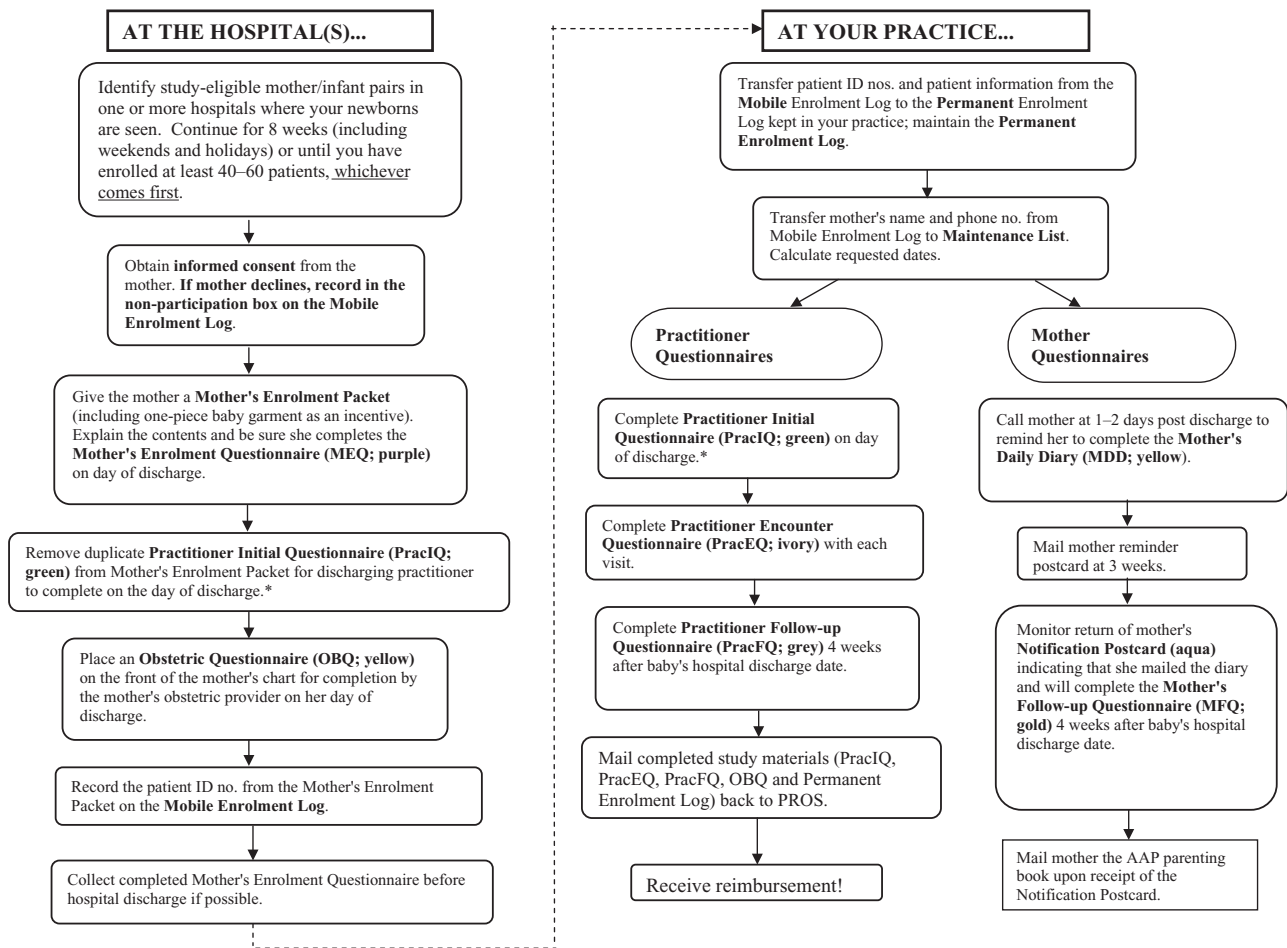 AT THE HOSPITAL(S)...
Identify study-eligible mother/infant pairs in
one or more hospitals where your newborns
are seen. Continue for 8 weeks (including
weekends and holidays) or until you have
enrolled at least 40–60 patients, whichever
comes first.
Obtain informed consent from the
mother. If mother declines, record in the
non-participation box on the Mobile
Enrolment Log.
Give the mother a Mother's Enrolment Packet
(including one-piece baby garment as an incentive).
Explain the contents and be sure she completes the
Mother's Enrolment Questionnaire (MEQ; purple)
on day of discharge.
Remove duplicate Practitioner Initial Questionnaire (PracIQ;
green) from Mother's Enrolment Packet for discharging practitioner
to complete on the day of discharge.*
Place an Obstetric Questionnaire (OBQ; yellow)
on the front of the mother's chart for completion by
the mother's obstetric provider on her day of
discharge.
Record the patient ID no. from the Mother's Enrolment
Packet on the Mobile Enrolment Log.
Collect completed Mother's Enrolment Questionnaire before
hospital discharge if possible.
AT YOUR PRACTICE...
Transfer patient ID nos. and patient information from the
Mobile Enrolment Log to the Permanent Enrolment
Log kept in your practice; maintain the Permanent
Enrolment Log.
Transfer mother's name and phone no. from
Mobile Enrolment Log to Maintenance List.
Calculate requested dates.
Practitioner
Questionnaires
Complete Practitioner Initial
Questionnaire (PracIQ; green) on day
of discharge.*
Complete Practitioner Encounter
Questionnaire (PracEQ; ivory) with each
visit.
Complete Practitioner Follow-up
Questionnaire (PracFQ; grey) 4 weeks
after baby's hospital discharge date.
Mail completed study materials (PracIQ,
PracEQ, PracFQ, OBQ and Permanent
Enrolment Log) back to PROS.
Receive reimbursement!
Mother
Questionnaires
Call mother at 1–2 days post discharge to
remind her to complete the Mother's
Daily Diary (MDD; yellow).
Mail mother reminder
postcard at 3 weeks.
Monitor return of mother's
Notification Postcard (aqua)
indicating that she mailed the diary
and will complete the Mother's
Follow-up Questionnaire (MFQ;
gold) 4 weeks after baby's hospital
discharge date.
Mail mother the AAP parenting
book upon receipt of the
Notification Postcard.